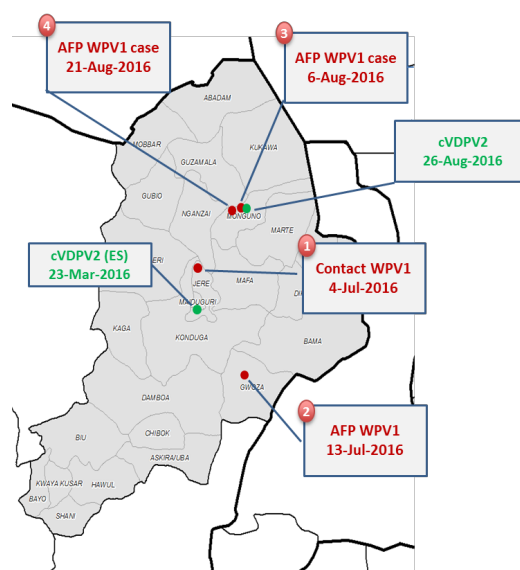 4
AFP WPV1 case
21-Aug-2016
3
AFP WPV1 case
6-Aug-2016
cVDPV2
26-Aug-2016
cVDPV2 (ES)
23-Mar-2016
1
Contact WPV1
4-Jul-2016
2
AFP WPV1
13-Jul-2016
ABADAM
MOBBAR
KUKAWA
GUZAMALA
GUBIO
NGANZAI
MONGUNO
MARTE
ERI
JERE
MAFA
DI
MAIDUGURI
KAGA
KONDUGA
BAMA
GWOZA
DAMBOA
CHIBOK
BIU
ASKIRA/UBA
KWAYA KUSAR
HAWUL
BAYO
SHANI